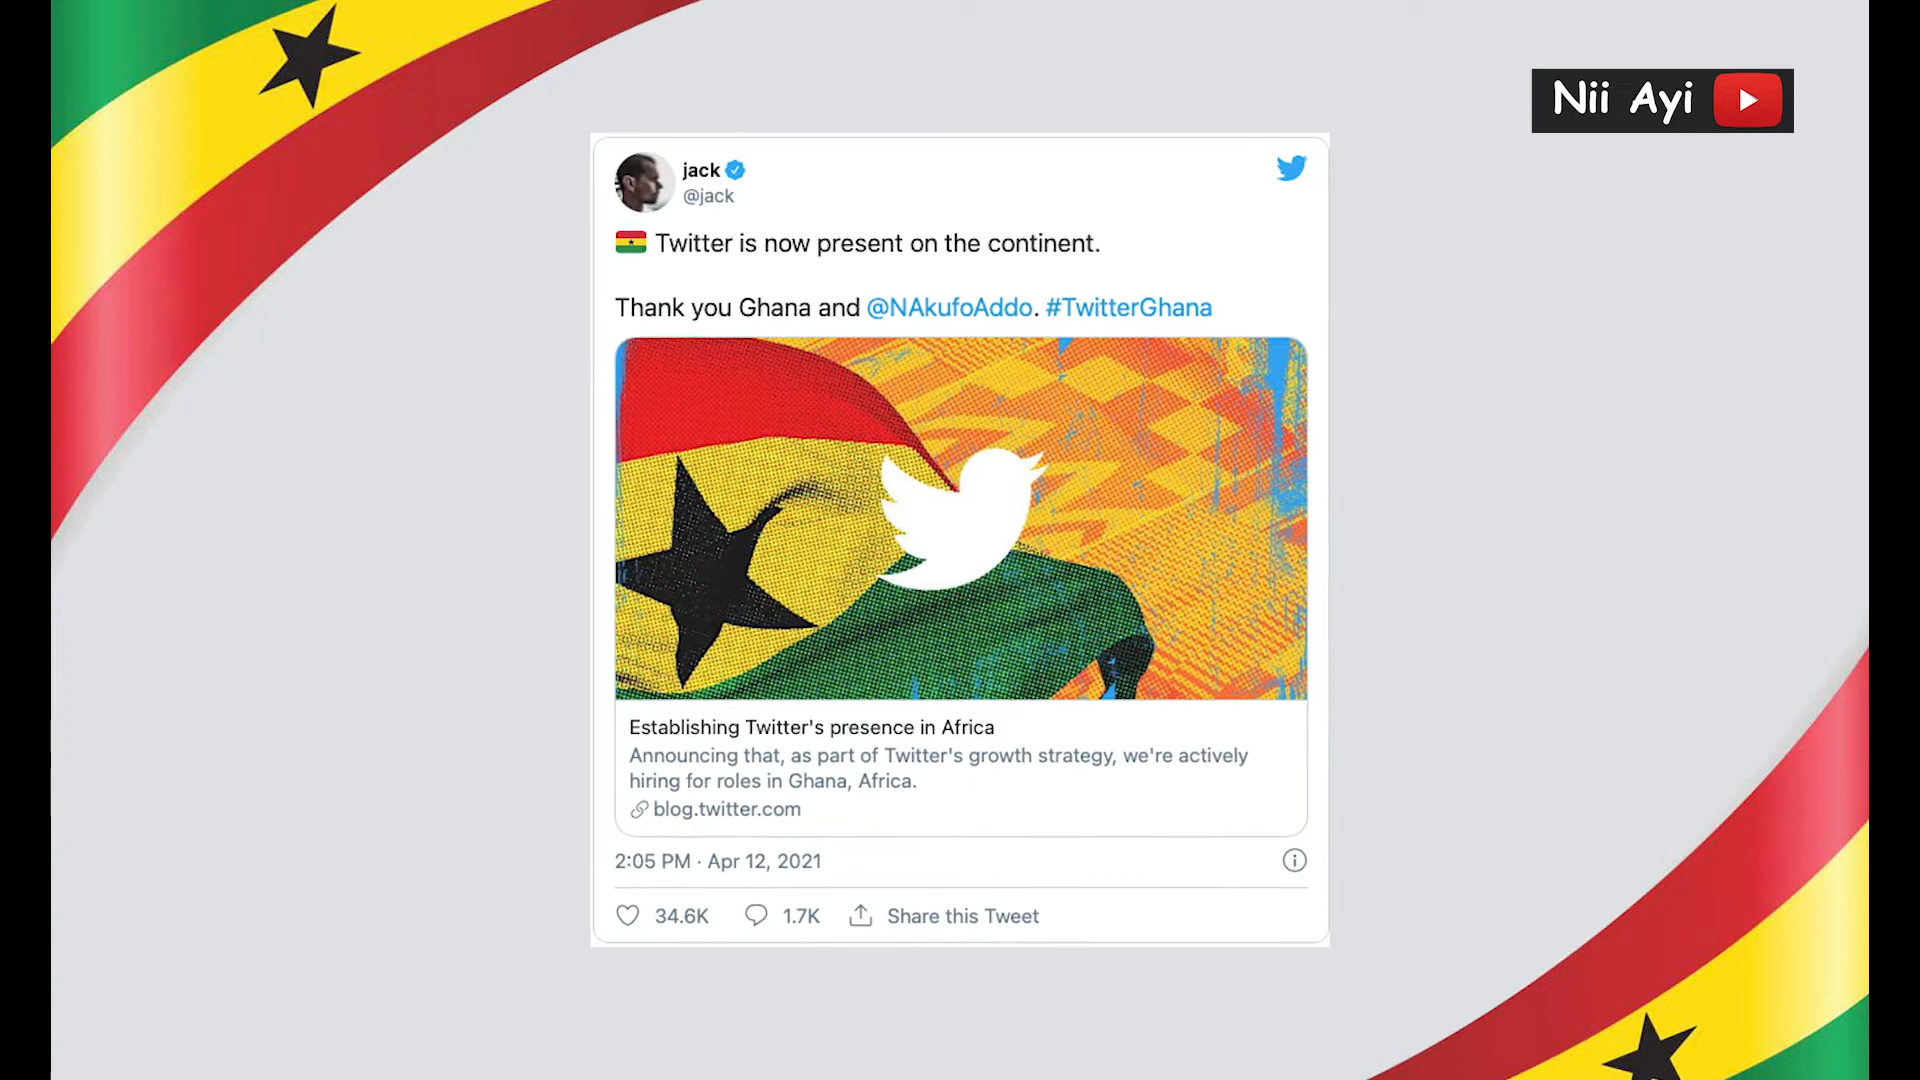 Nii Ayi
jack
@jack
🇬🇭 Twitter is now present on the continent.
Thank you Ghana and @NAkufoAddo. #TwitterGhana
Establishing Twitter's presence in Africa
Announcing that, as part of Twitter's growth strategy, we're actively
hiring for roles in Ghana, Africa.
blog.twitter.com
2:05 PM · Apr 12, 2021
34.6K 1.7K Share this Tweet